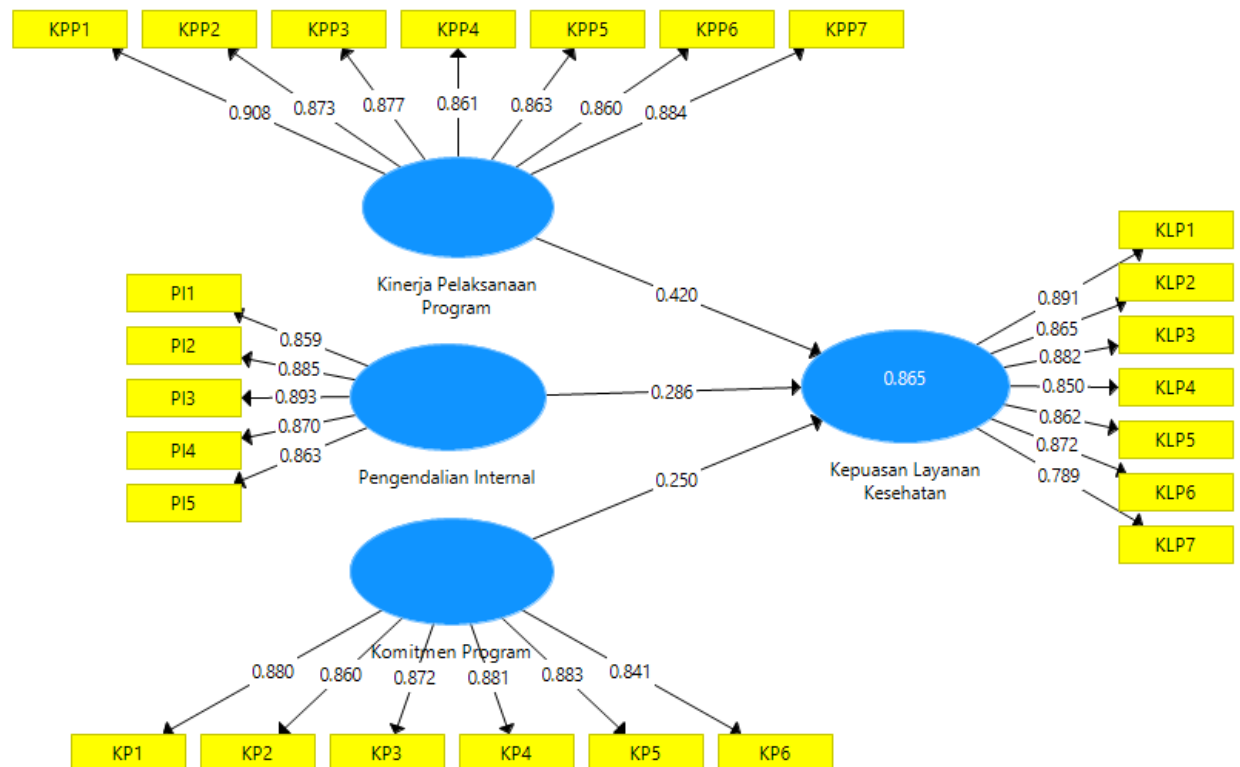 KPP1 KPP2 KPP3 KPP4 KPP5 KPP6 KPP7
0.908 0.873 0.877 0.861 0.863 0.860 0.884
Kinerja Pelaksanaan
Program
PI1
PI2
PI3
PI4
PI5
0.859
0.885
0.893
0.870
0.863
Pengendalian Internal
0.420
0.286
0.250
0.865
Kepuasan Layanan
Kesehatan
0.891
0.865
0.882
0.850
0.862
0.872
0.789
KLP1
KLP2
KLP3
KLP4
KLP5
KLP6
KLP7
Komitmen Program
0.880 0.860 0.872 0.881 0.883 0.841
KP1 KP2 KP3 KP4 KP5 KP6